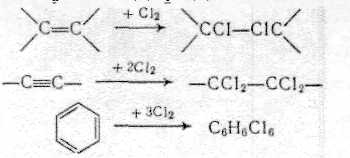 >C=C< + Cl₂ → >CCl—ClC<
—C≡C— + 2Cl₂ → —CCl₂—CCl₂—
+ 3Cl₂ → C₆H₆Cl₆